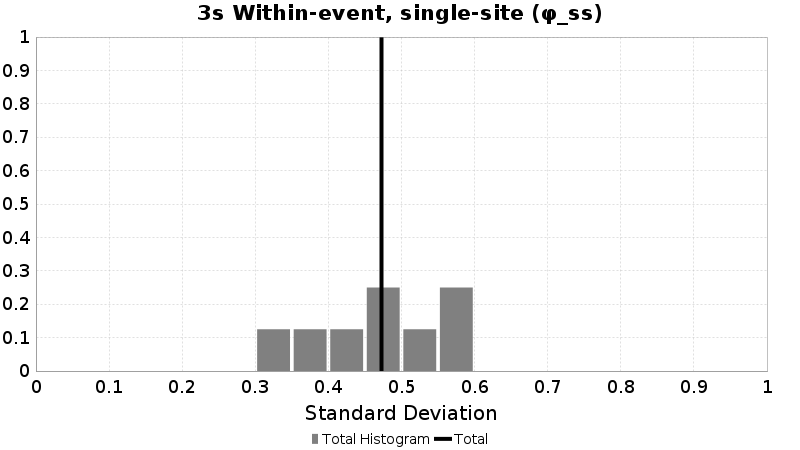 3s Within-event, single-site (φ_ss)
1
0.9
0.8
0.7
0.6
0.5
0.4
0.3
0.2
0.1
0
0 0.1 0.2 0.3 0.4 0.5 0.6 0.7 0.8 0.9 1
Standard Deviation
Total Histogram Total